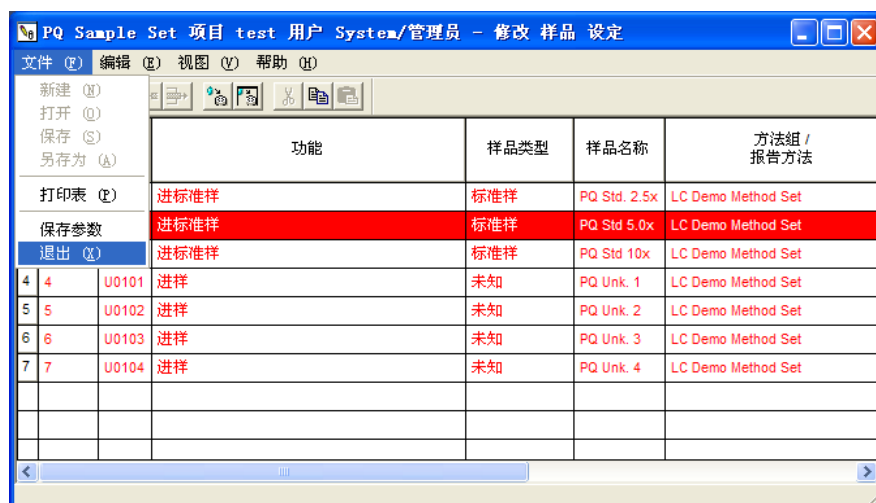 PQ Sample Set 项目 test 用户 System/管理员 - 修改 样品 设定
文件 (F) 编辑 (E) 视图 (V) 帮助 (H)
新建 (N)
打开 (O)
保存 (S)
另存为 (A)
打印表 (P)
保存参数
退出 (X)
功能 样品类型 样品名称 方法组 /
报告方法
进标准样 标准样 PQ Std. 2.5x LC Demo Method Set
进标准样 标准样 PQ Std 5.0x LC Demo Method Set
进标准样 标准样 PQ Std 10x LC Demo Method Set
4 4 U0101 进样 未知 PQ Unk. 1 LC Demo Method Set
5 5 U0102 进样 未知 PQ Unk. 2 LC Demo Method Set
6 6 U0103 进样 未知 PQ Unk. 3 LC Demo Method Set
7 7 U0104 进样 未知 PQ Unk. 4 LC Demo Method Set